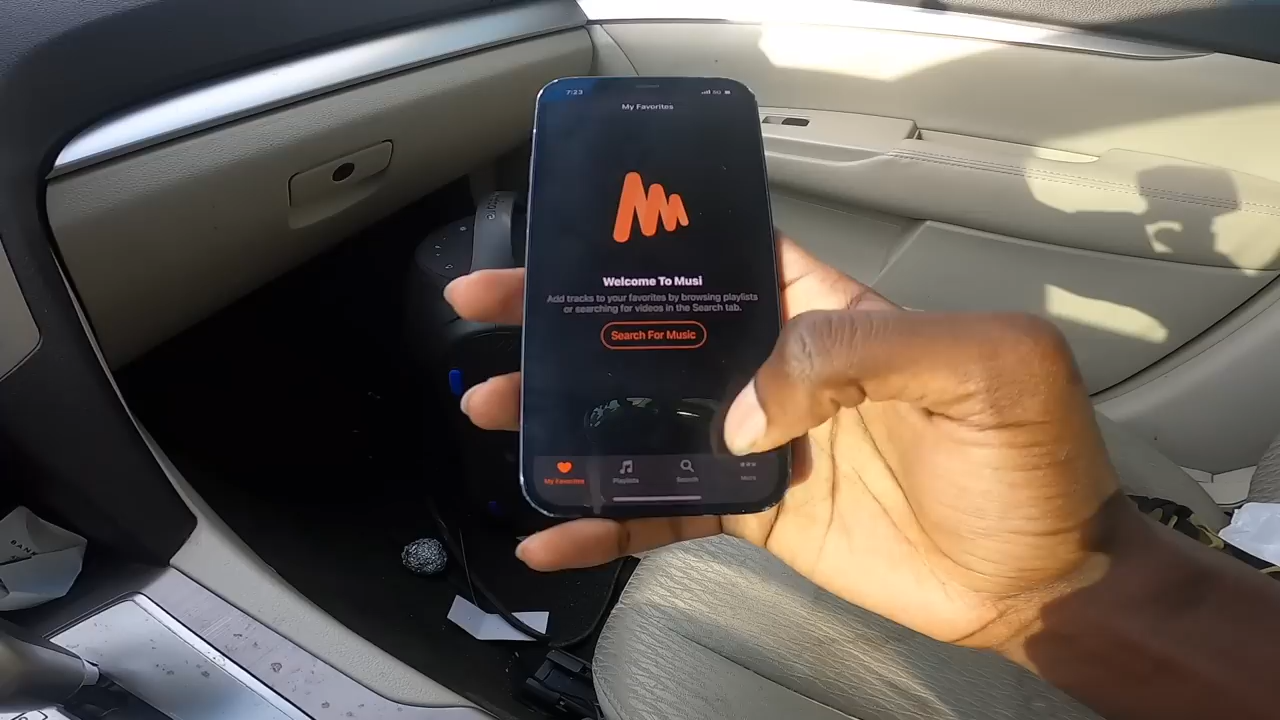 7:23
My Favorites
Welcome To Musi
Add tracks to your favorites by browsing playlists
or searching for videos in the Search tab.
Search For Music
My Favorites
Playlists
Search
More
BANK